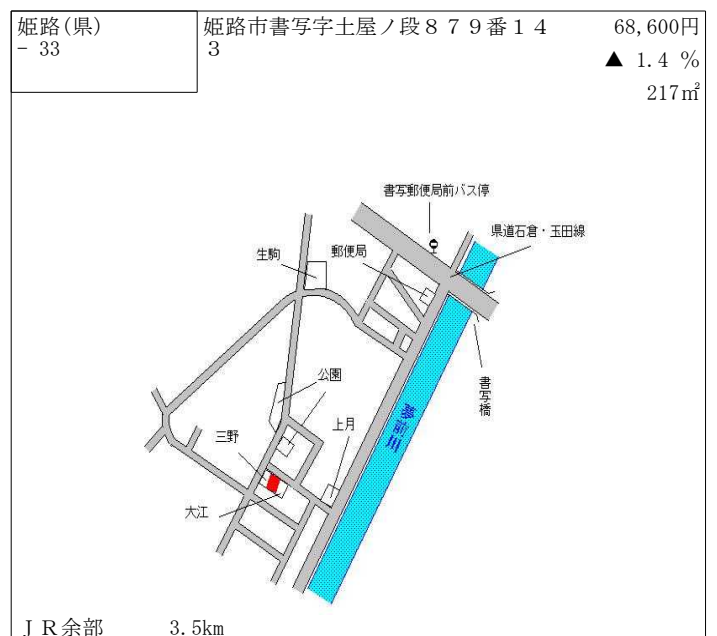 姫路(県)
- 33
姫路市書写字土屋ノ段８７９番１４
３
68,600円
▲ 1.4 %
217㎡
書写郵便局前バス停
県道石倉・玉田線
生駒
郵便局
書写橋
公園
上月
三野
大江
ＪＲ余部 3.5km